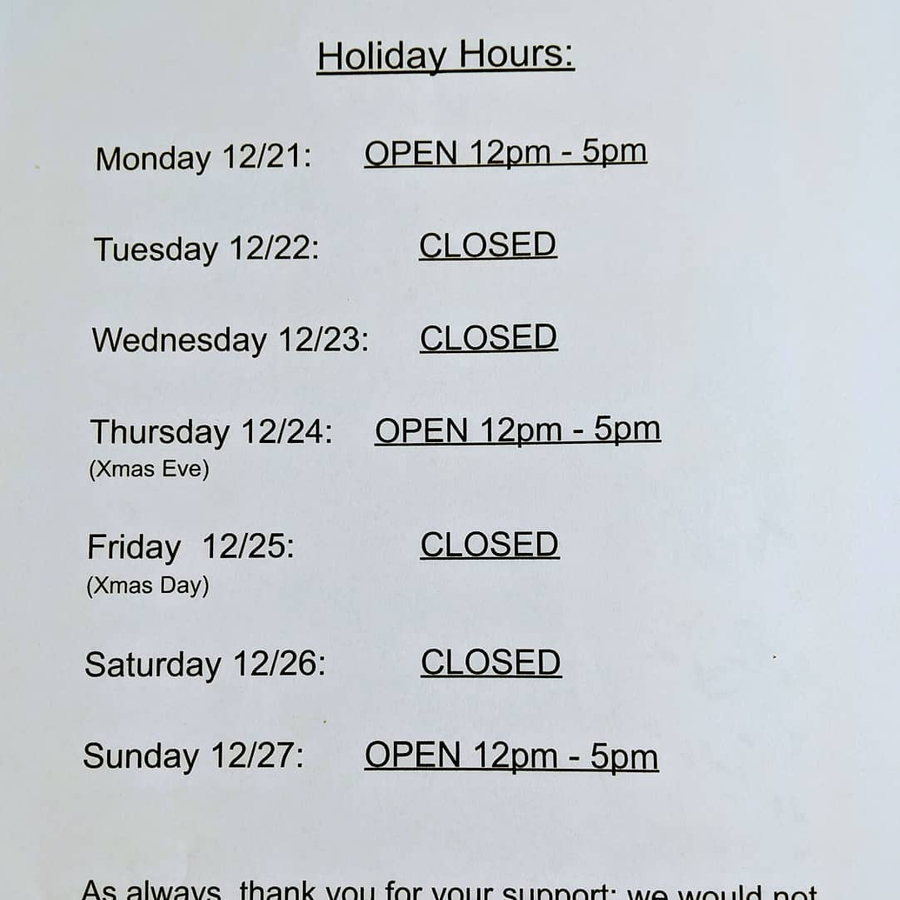 Holiday Hours:
Monday 12/21: OPEN 12pm - 5pm
Tuesday 12/22: CLOSED
Wednesday 12/23: CLOSED
Thursday 12/24: OPEN 12pm - 5pm
(Xmas Eve)
Friday 12/25: CLOSED
(Xmas Day)
Saturday 12/26: CLOSED
Sunday 12/27: OPEN 12pm - 5pm
As always, thank you for your support; we would not